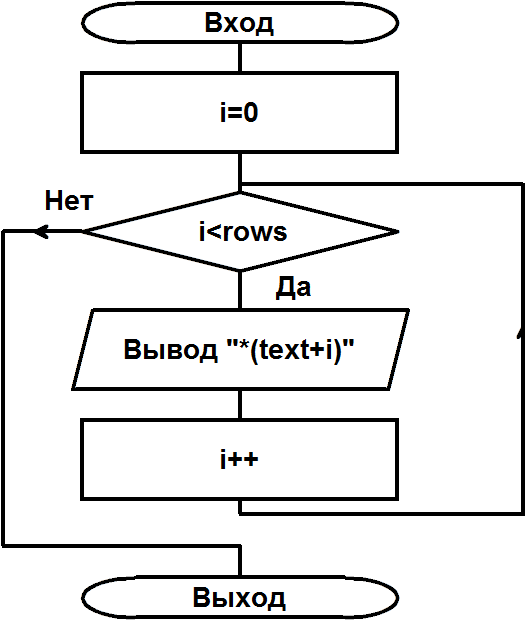 Вход
i=0
Нет
i<rows
Да
Вывод "*(text+i)"
i++
Выход